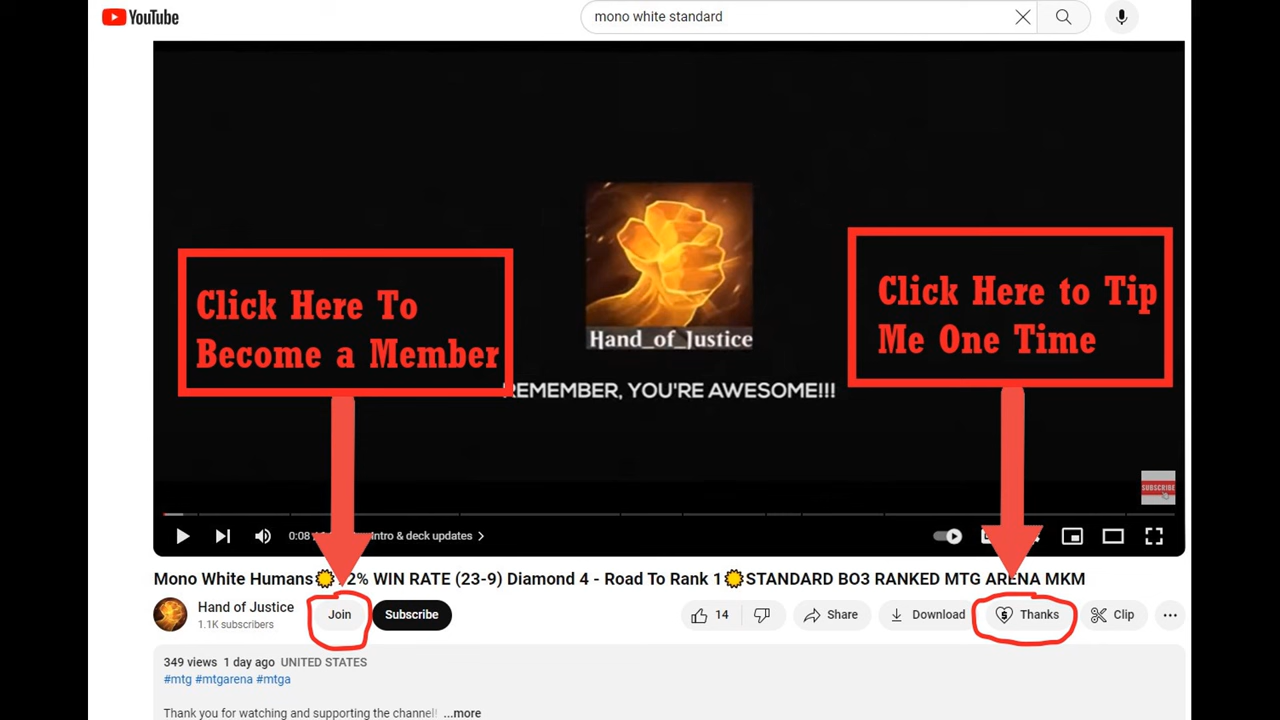 YouTube
mono white standard
Click Here To
Become a Member
Click Here to Tip
Me One Time
Hand_of_Justice
REMEMBER, YOU'RE AWESOME!!!
SUBSCRIBE
0:08
Intro & deck updates
Mono White Humans 2% WIN RATE (23-9) Diamond 4 - Road To Rank 1 STANDARD BO3 RANKED MTG ARENA MKM
Hand of Justice
1.1K subscribers
Join
Subscribe
14
Share
Download
Thanks
Clip
349 views 1 day ago UNITED STATES
#mtg #mtgarena #mtga
Thank you for watching and supporting the channel! ...more